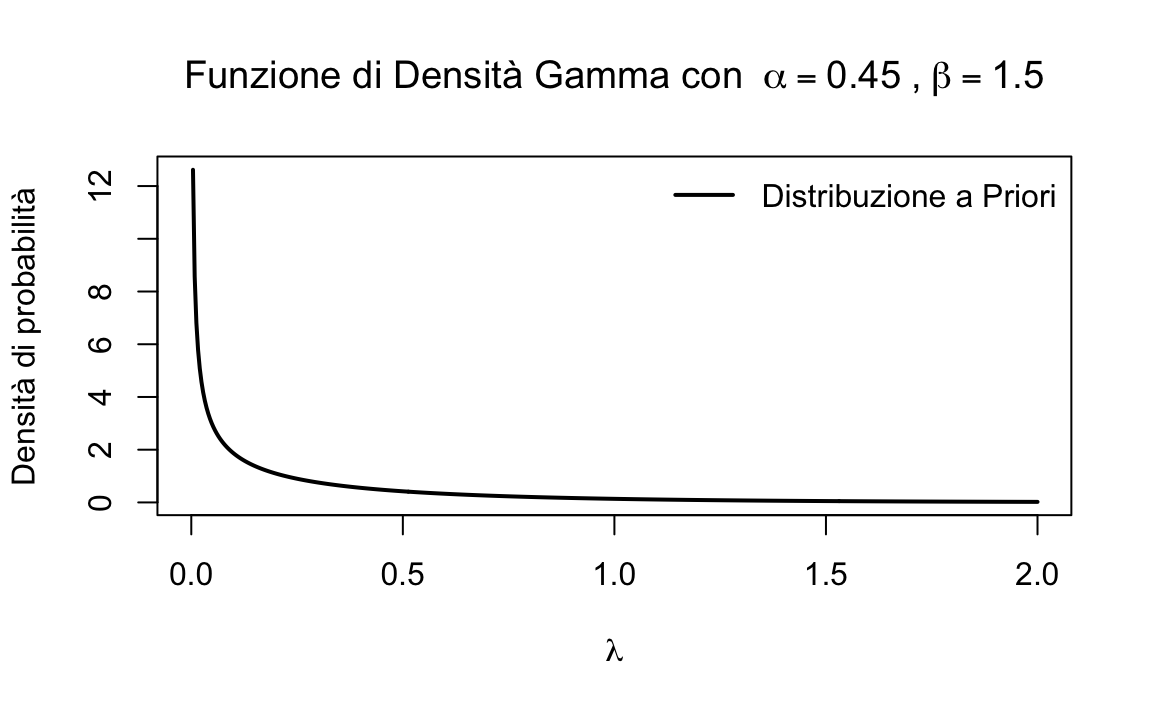 Funzione di Densità Gamma con α = 0.45 , β = 1.5
Densità di probabilità
12
8
6
4
2
0
Distribuzione a Priori
0.0 0.5 1.0 1.5 2.0
λ